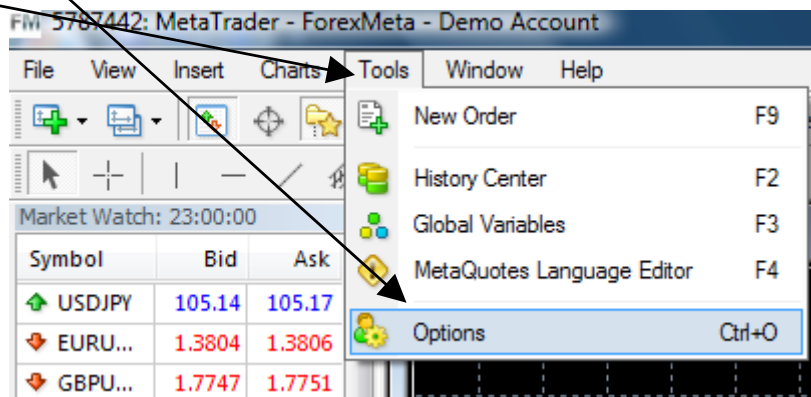 FM 5787442: MetaTrader - ForexMeta - Demo Account
File View Insert Charts Tools Window Help
New Order F9
History Center F2
Market Watch: 23:00:00
Global Variables F3
Symbol Bid Ask
MetaQuotes Language Editor F4
USDJPY 105.14 105.17
Options Ctrl+O
EURU... 1.3804 1.3806
GBPU... 1.7747 1.7751